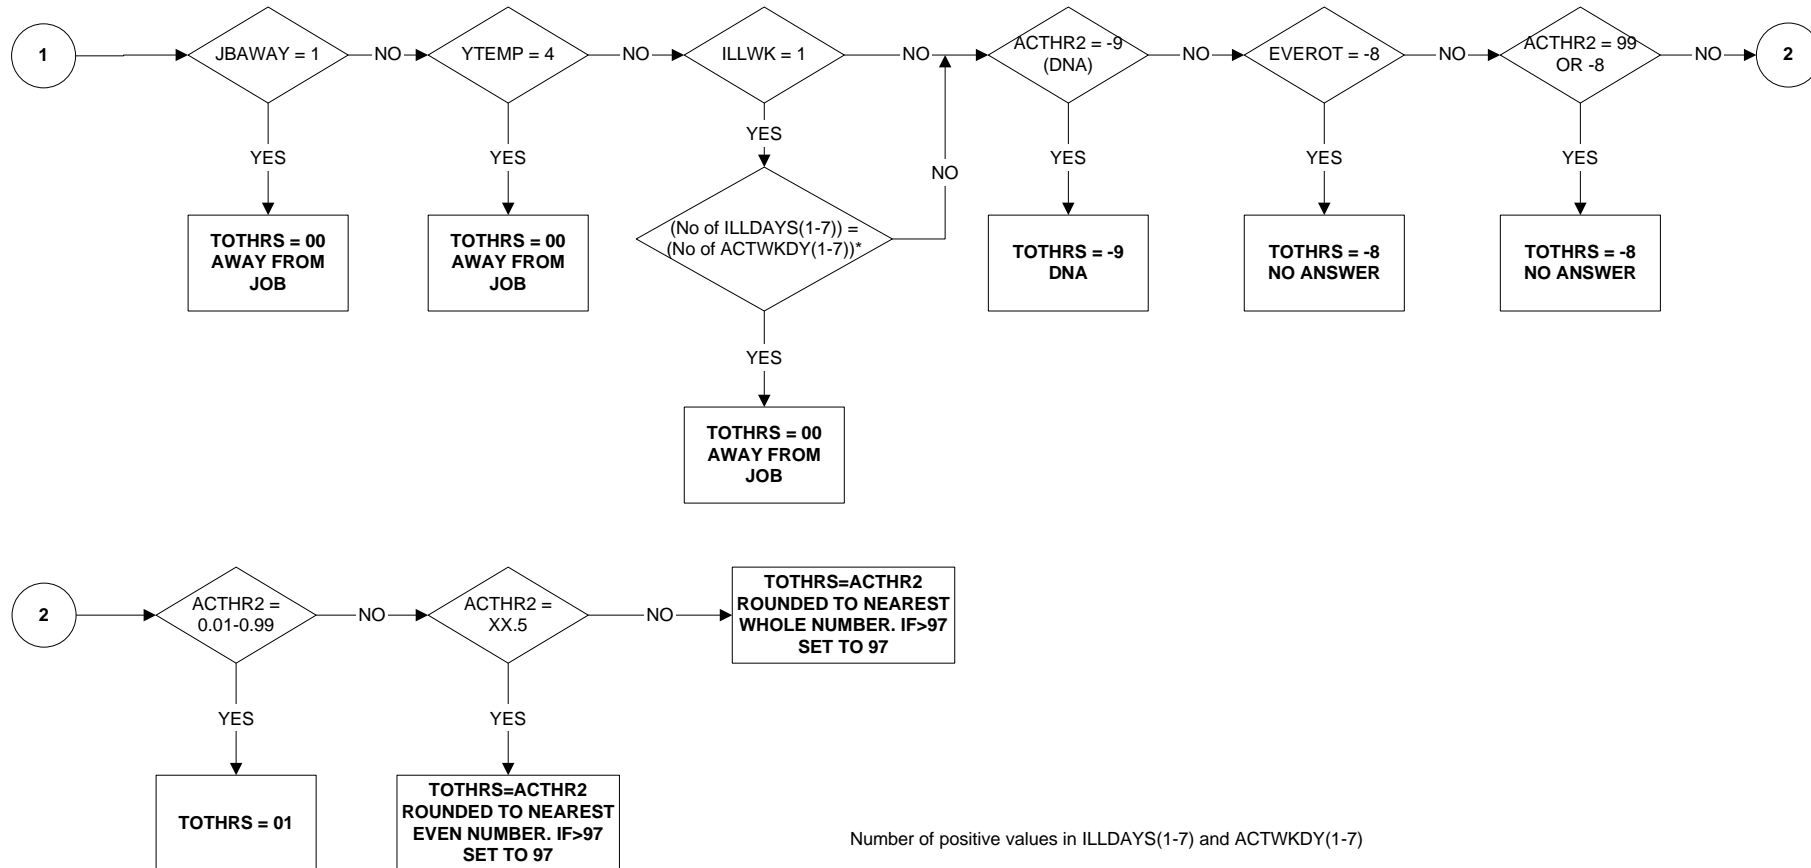 1
JBAWAY = 1
NO
YTEMP = 4
NO
ILLWK = 1
NO
ACTHR2 = -9
(DNA)
NO
EVEROT = -8
NO
ACTHR2 = 99
OR -8
NO
2
YES
YES
YES
YES
YES
YES
NO
TOTHRS = 00
AWAY FROM
JOB
TOTHRS = 00
AWAY FROM
JOB
(No of ILLDAYS(1-7)) =
(No of ACTWKDY(1-7))*
TOTHRS = -9
DNA
TOTHRS = -8
NO ANSWER
TOTHRS = -8
NO ANSWER
YES
TOTHRS = 00
AWAY FROM
JOB
2
ACTHR2 =
0.01-0.99
NO
ACTHR2 =
XX.5
NO
TOTHRS=ACTHR2
ROUNDED TO NEAREST
WHOLE NUMBER. IF>97
SET TO 97
YES
YES
TOTHRS = 01
TOTHRS=ACTHR2
ROUNDED TO NEAREST
EVEN NUMBER. IF>97
SET TO 97
Number of positive values in ILLDAYS(1-7) and ACTWKDY(1-7)